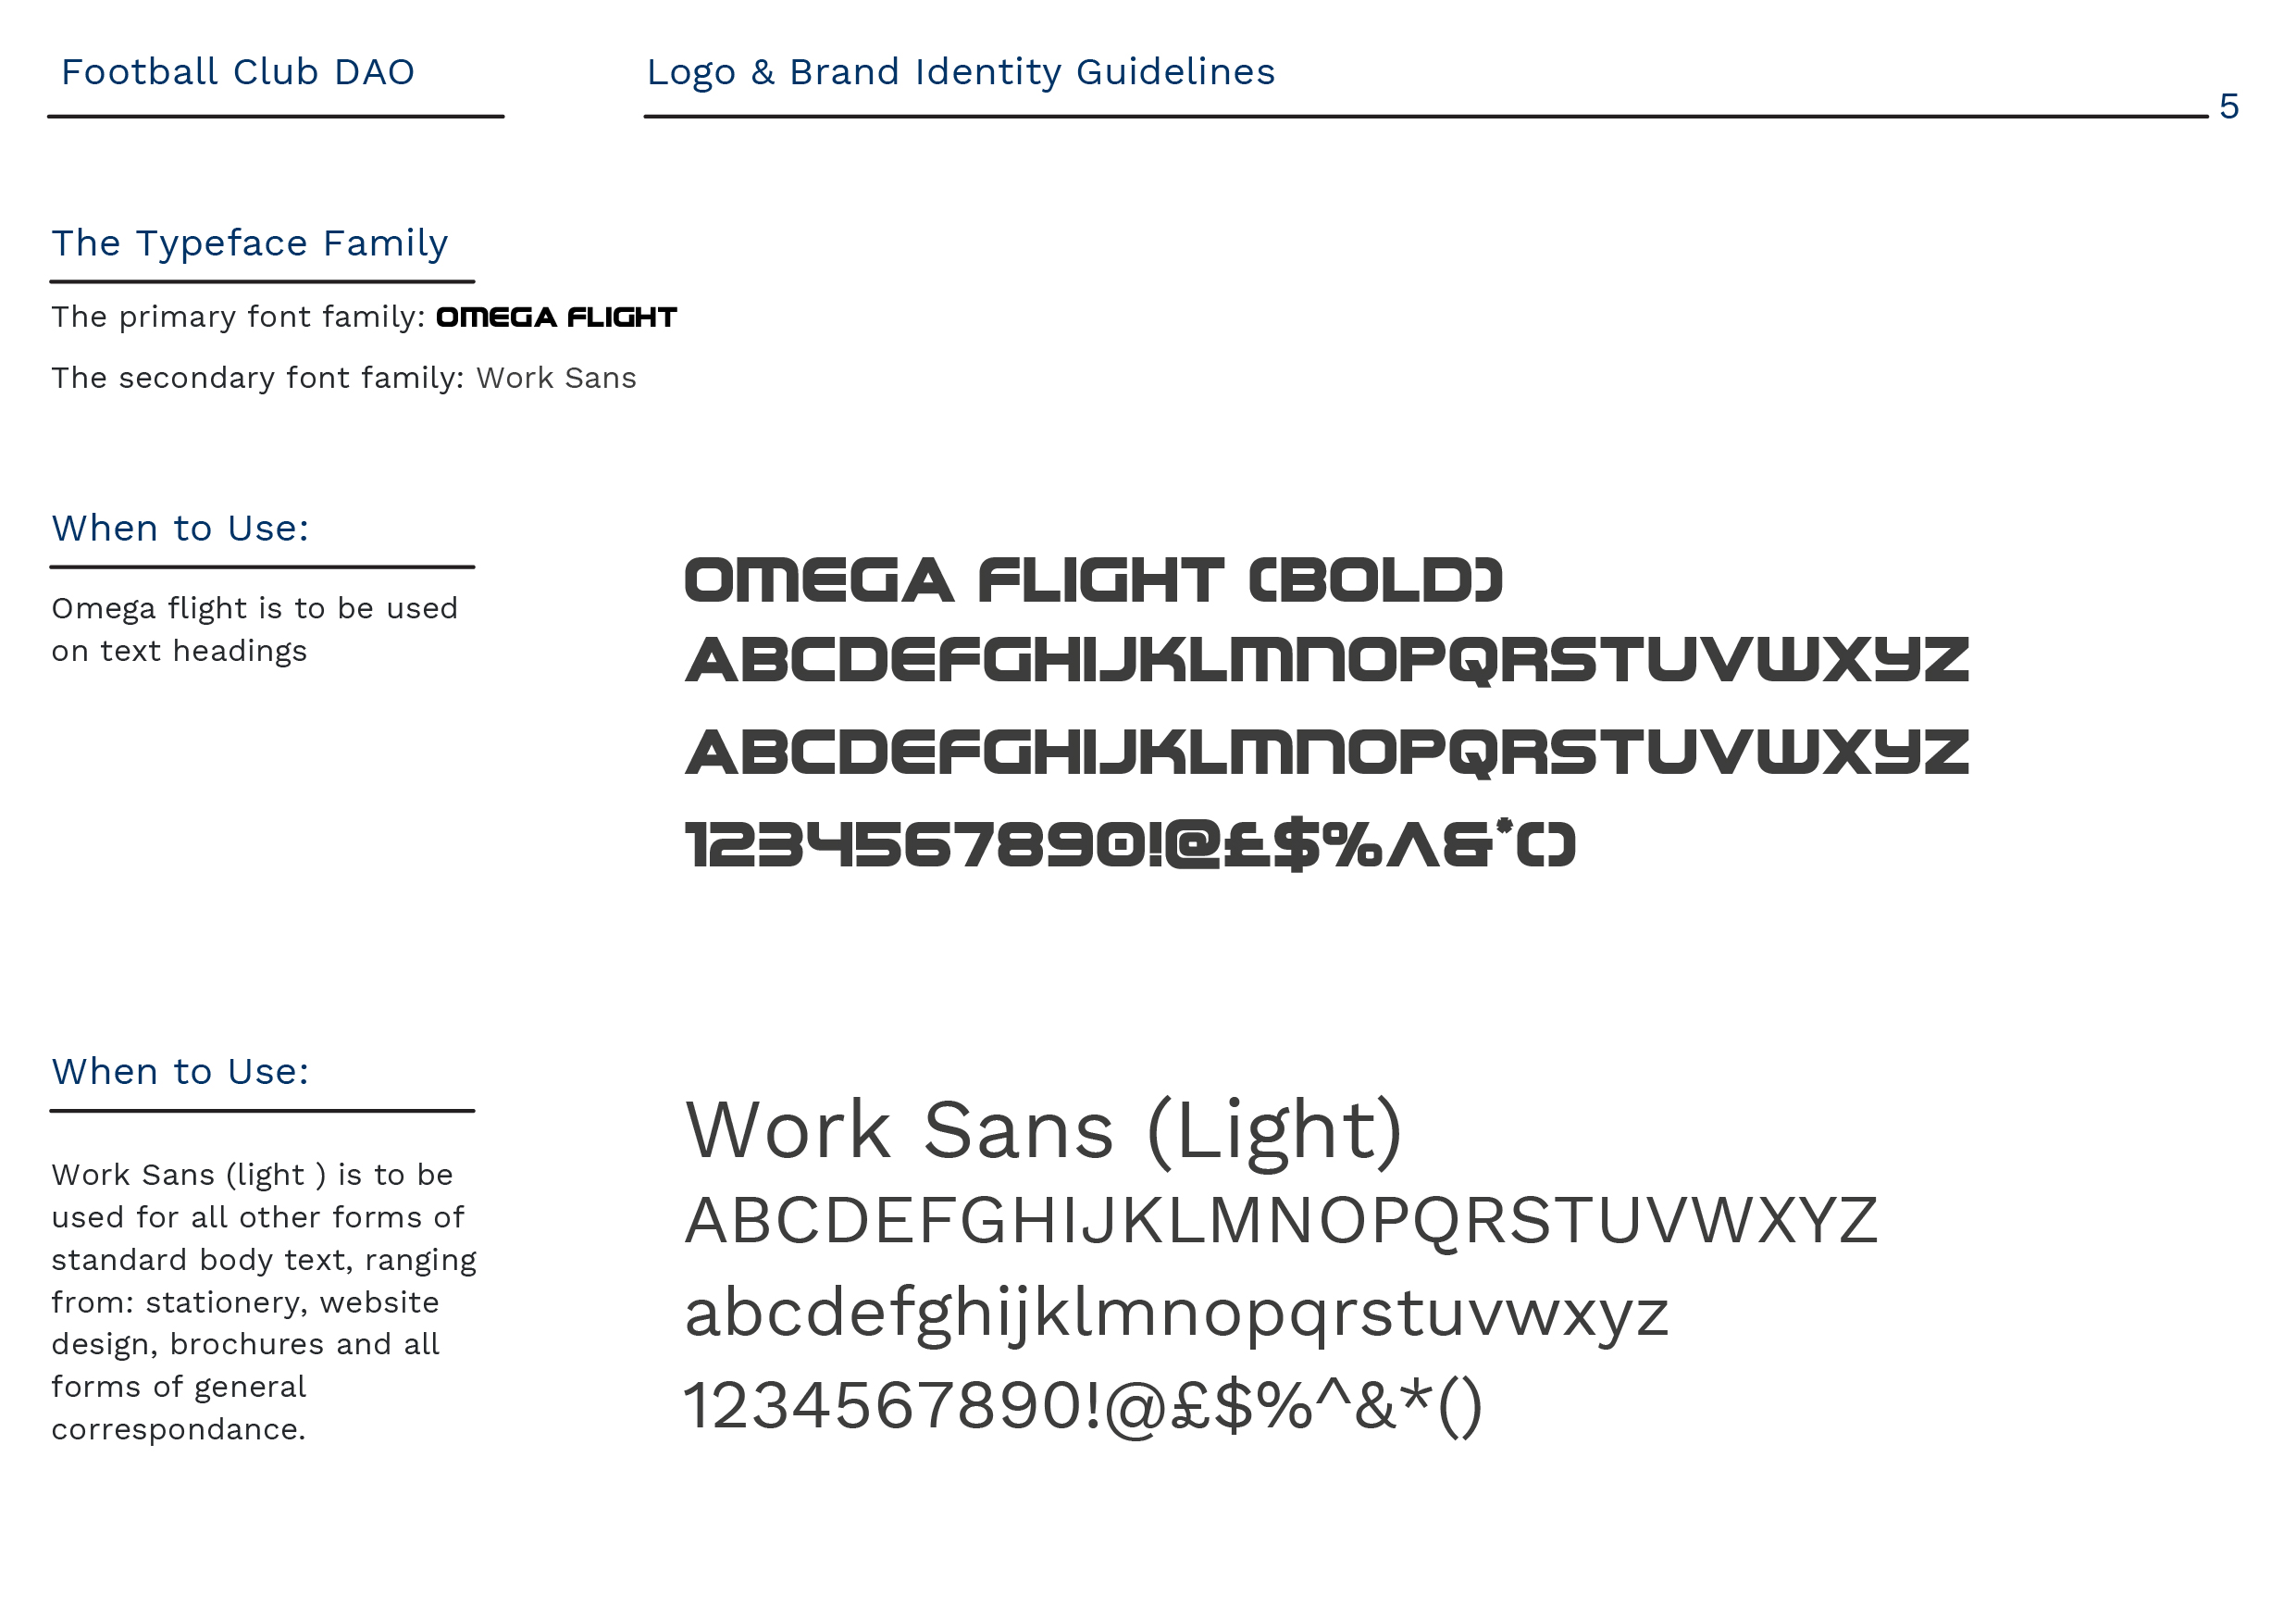 Football Club DAO
Logo & Brand Identity Guidelines
5
The Typeface Family
The primary font family: OMEGA FLIGHT
The secondary font family: Work Sans
When to Use:
Omega flight is to be used
on text headings
OMEGA FLIGHT (BOLD)
ABCDEFGHIJKLMNOPQRSTUVWXYZ
ABCDEFGHIJKLMNOPQRSTUVWXYZ
1234567890!@£$%^&*()
When to Use:
Work Sans (light ) is to be
used for all other forms of
standard body text, ranging
from: stationery, website
design, brochures and all
forms of general
correspondance.
Work Sans (Light)
ABCDEFGHIJKLMNOPQRSTUVWXYZ
abcdefghijklmnopqrstuvwxyz
1234567890!@£$%^&*()